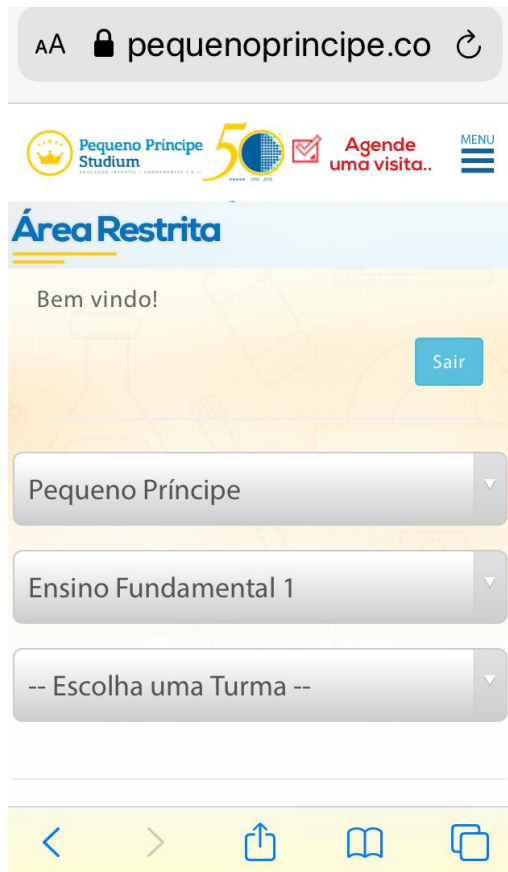 AA pequenoprincipe.co
Pequeno Príncipe
Studium
50
Agende
uma visita..
MENU
Área Restrita
Bem vindo!
Sair
Pequeno Príncipe
Ensino Fundamental 1
-- Escolha uma Turma --